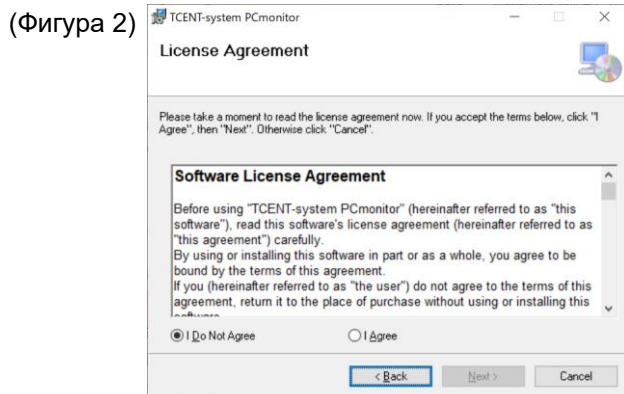 (Фигура 2)
TCENT-system PCmonitor
License Agreement
Please take a moment to read the license agreement now. If you accept the terms below, click "I
Agree", then "Next". Otherwise click "Cancel".
Software License Agreement
Before using "TCENT-system PCmonitor" (hereinafter referred to as "this
software"), read this software's license agreement (hereinafter referred to as
"this agreement") carefully.
By using or installing this software in part or as a whole, you agree to be
bound by the terms of this agreement.
If you (hereinafter referred to as "the user") do not agree to the terms of this
agreement, return it to the place of purchase without using or installing this
I Do Not Agree
I Agree
< Back
Next >
Cancel